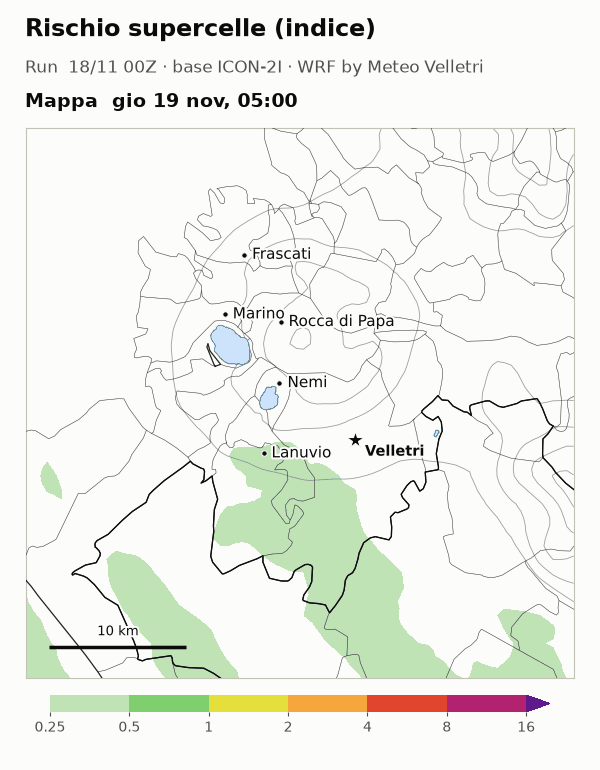 Rischio supercelle (indice)
Run  18/11 00Z · base ICON-2I · WRF by Meteo Velletri
Mappa  gio 19 nov, 05:00
Frascati
Marino
Rocca di Papa
Nemi
Velletri
Lanuvio
10 km
0.25 0.5 1 2 4 8 16